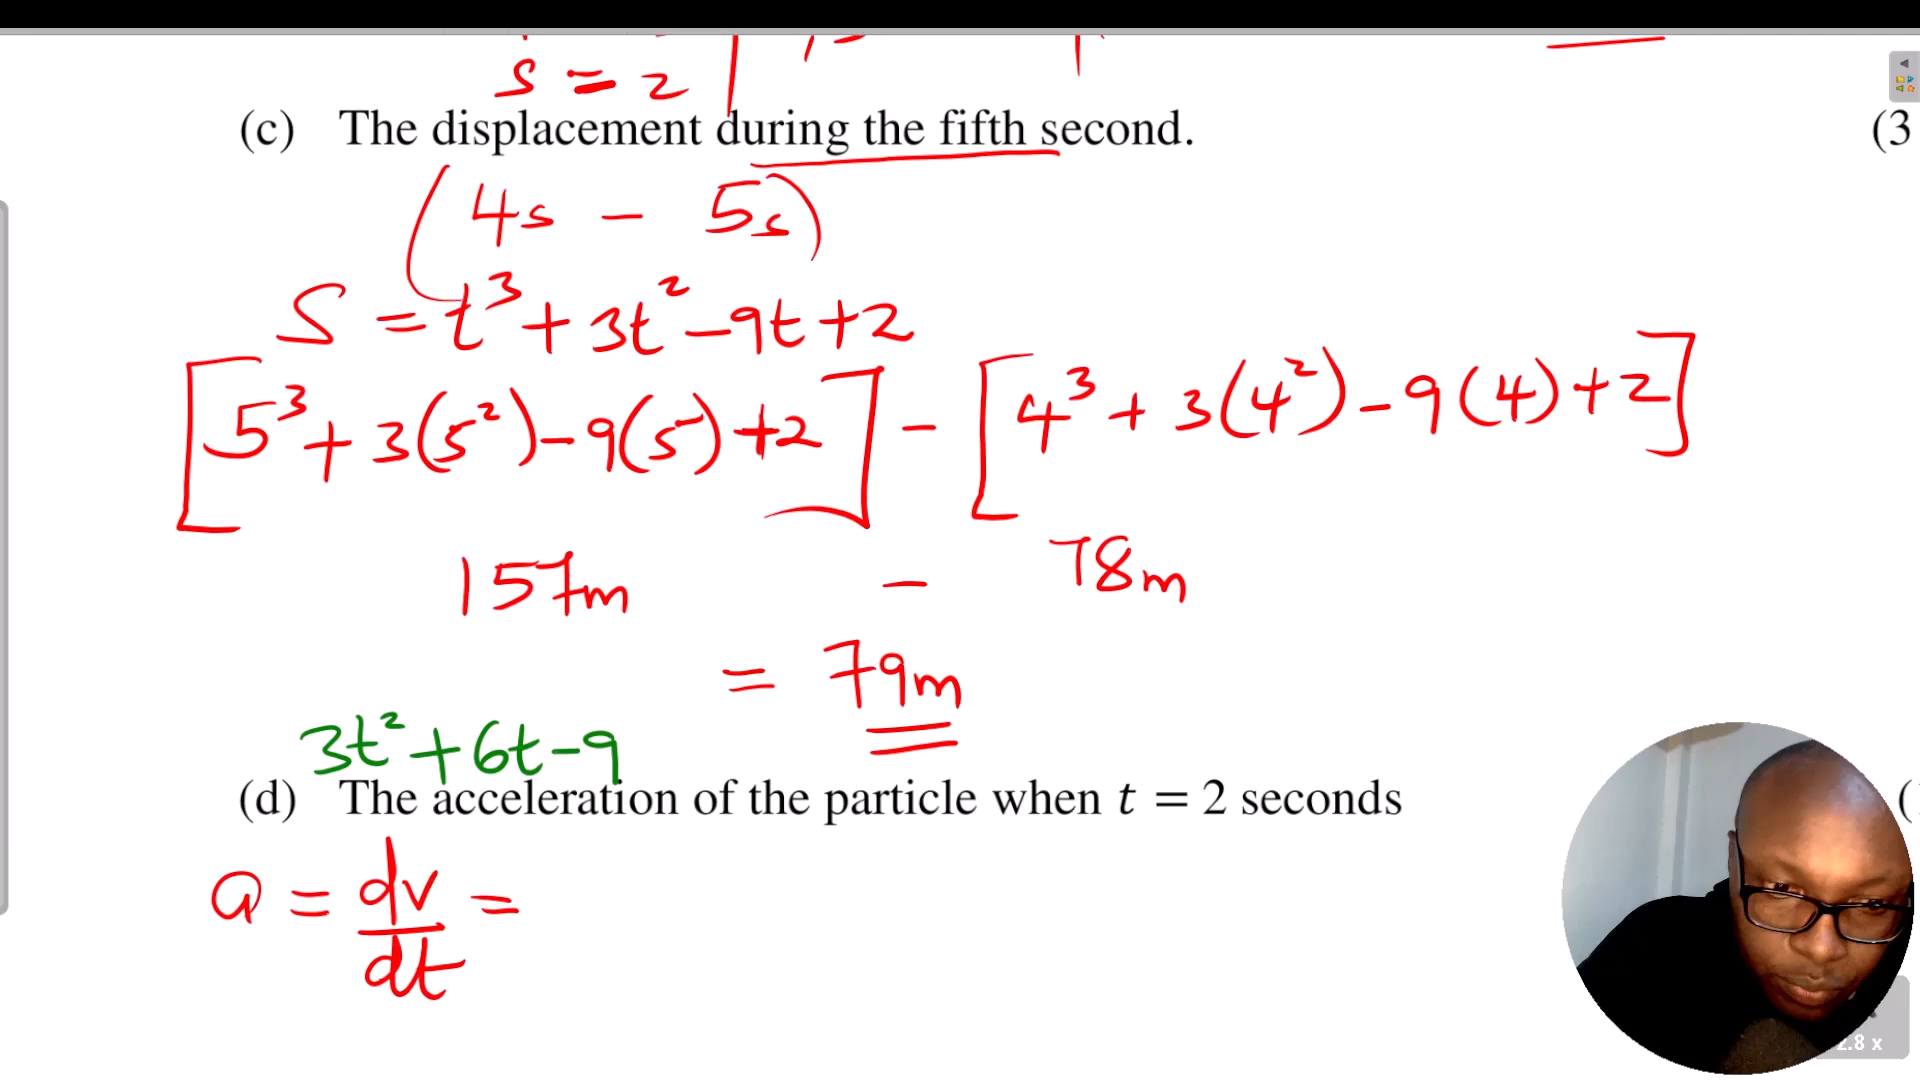 s = 2
(c) The displacement during the fifth second.
(3
(4s - 5s)
S = t³ + 3t² - 9t + 2
[5³ + 3(5²) - 9(5) + 2] - [4³ + 3(4²) - 9(4) + 2]
157m - 78m
= 79m
3t² + 6t - 9
(d) The acceleration of the particle when t = 2 seconds
a = dv/dt =
2.8 x